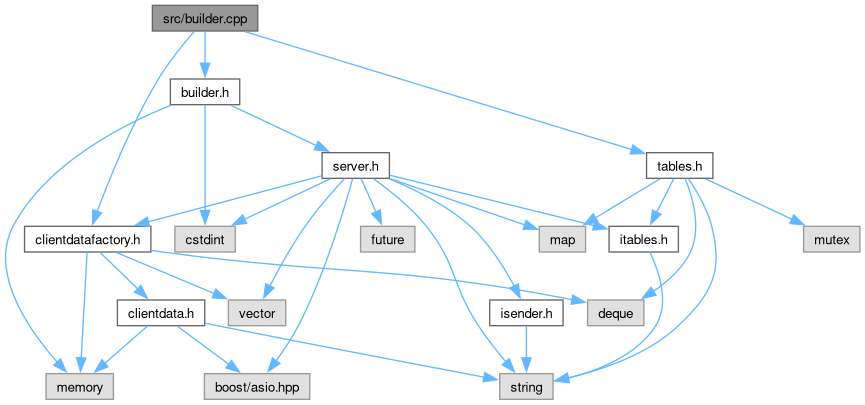 src/builder.cpp
builder.h
server.h
tables.h
clientdatafactory.h
cstdint
future
map
itables.h
mutex
clientdata.h
vector
isender.h
deque
memory
boost/asio.hpp
string